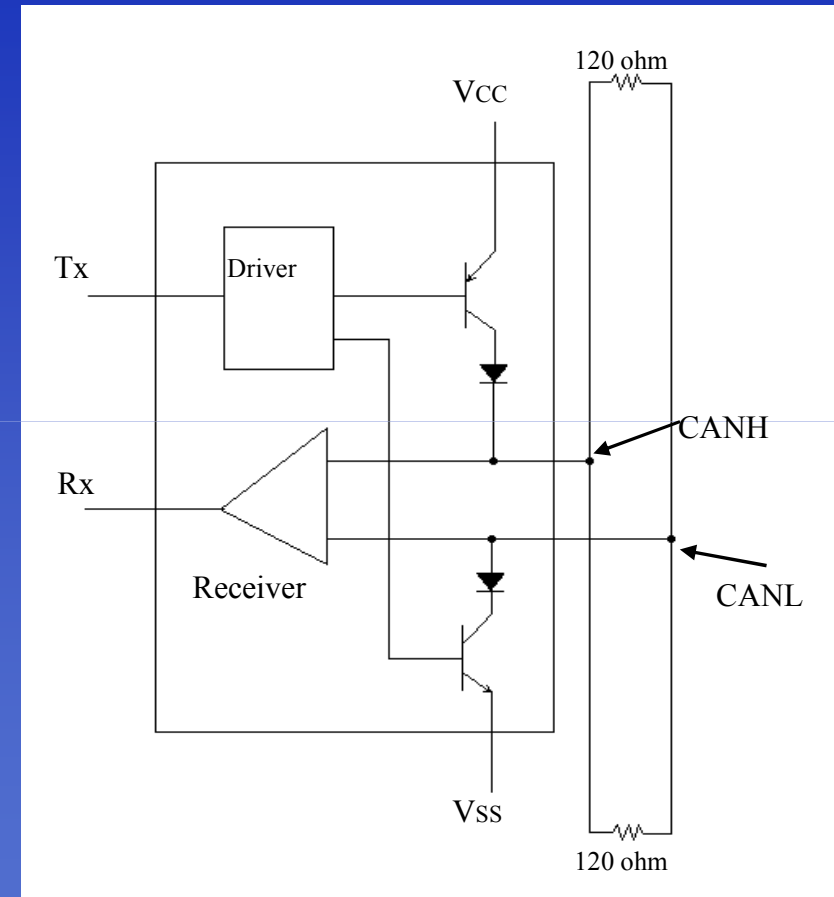 120 ohm
VCC
Tx
Driver
CANH
Rx
Receiver
CANL
VSS
120 ohm